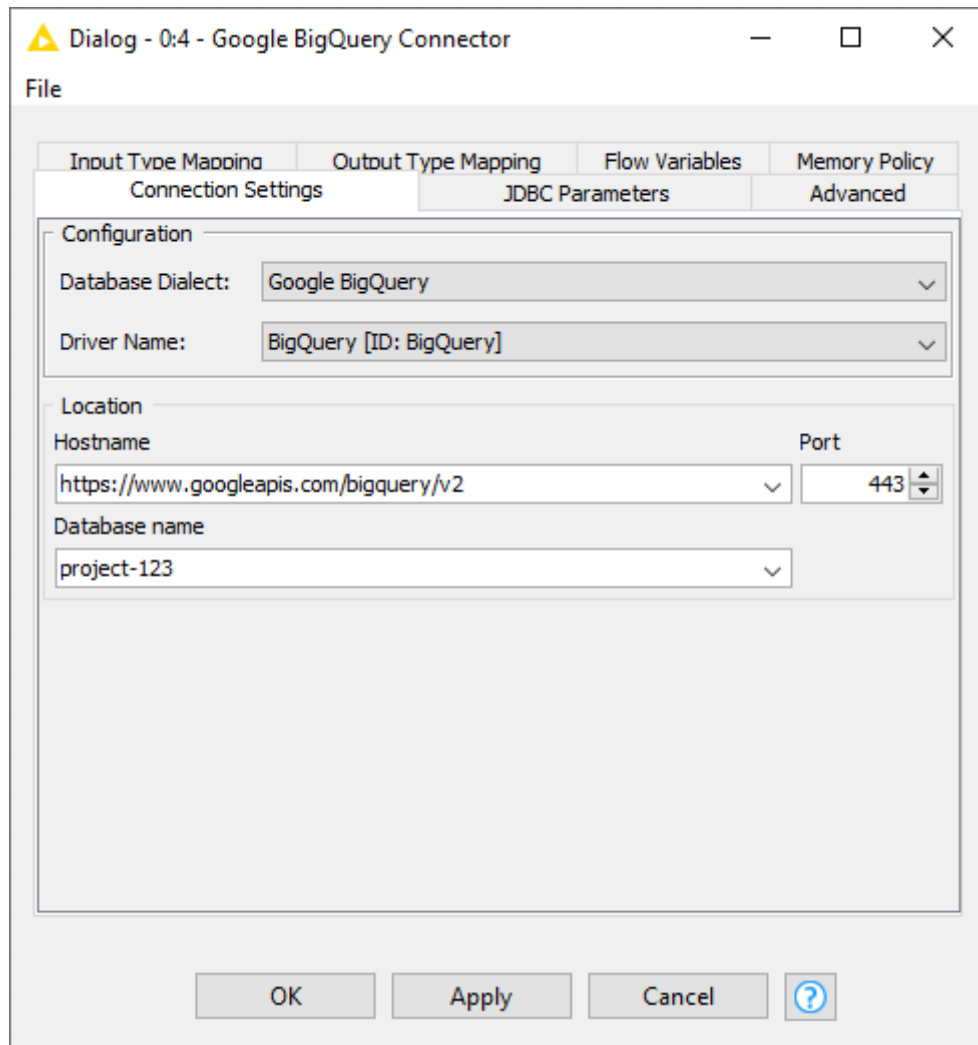 Dialog - 0:4 - Google BigQuery Connector
File
Input Type Mapping Output Type Mapping Flow Variables Memory Policy
Connection Settings JDBC Parameters Advanced
Configuration
Database Dialect: Google BigQuery
Driver Name: BigQuery [ID: BigQuery]
Location
Hostname Port
https://www.googleapis.com/bigquery/v2 443
Database name
project-123
OK Apply Cancel ?